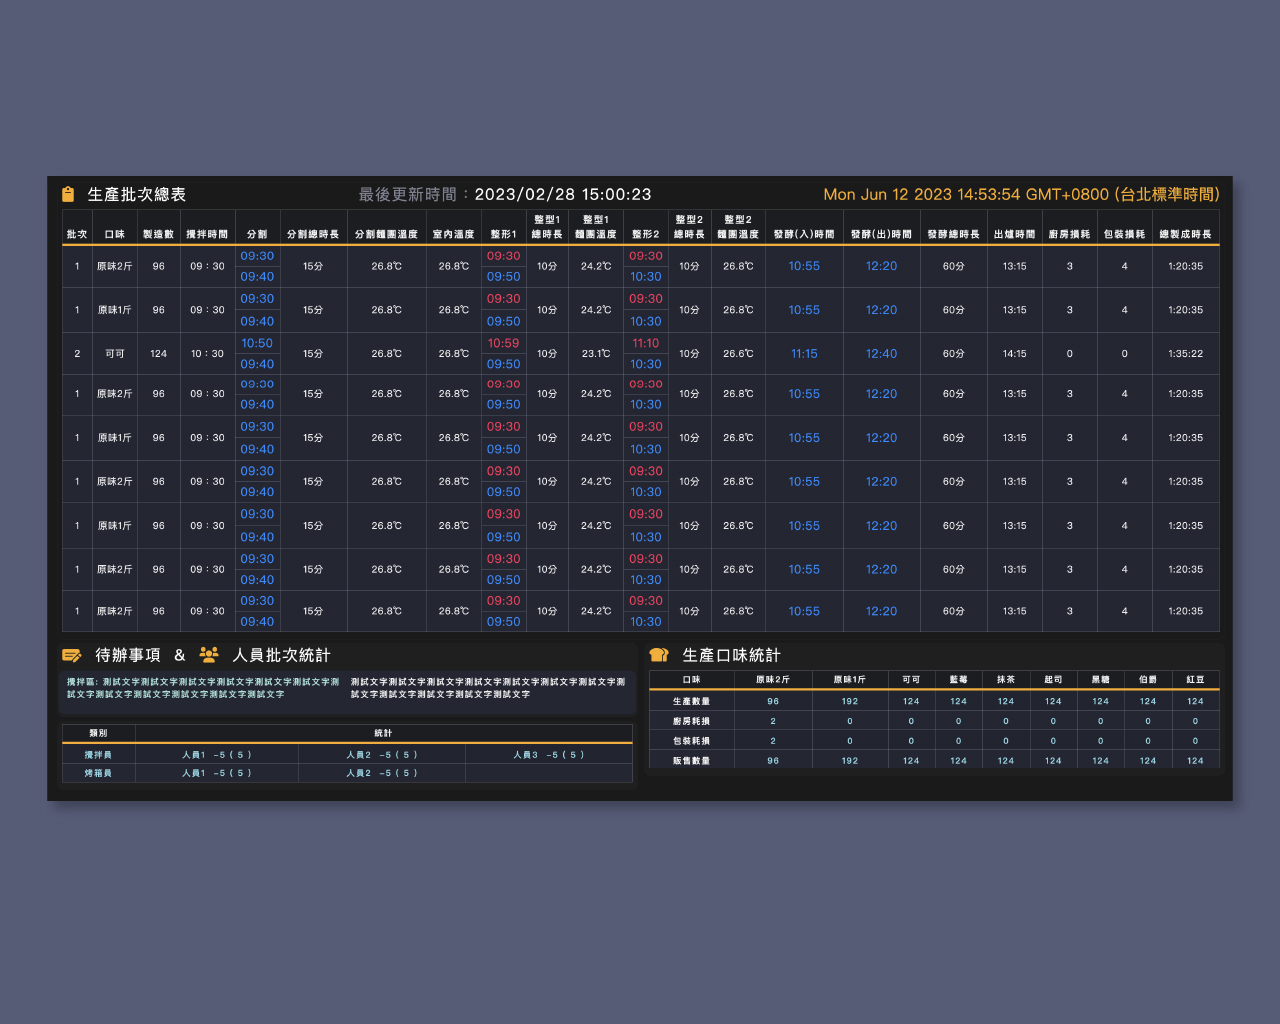 生產批次總表 最後更新時間：2023/02/28 15:00:23 Mon Jun 12 2023 14:53:54 GMT+0800 (台北標準時間)
批次 口味 製造數 攪拌時間 分割 分割總時長 分割麵團溫度 室內溫度 整形1 整型1 總時長 整型1 麵團溫度 整形2 整型2 總時長 整型2 麵團溫度 發酵(入)時間 發酵(出)時間 發酵總時長 出爐時間 廚房損耗 包裝損耗 總製成時長
1 原味2斤 96 09：30 09:30 09:40 15分 26.8℃ 26.8℃ 09:30 09:50 10分 24.2℃ 09:30 10:30 10分 26.8℃ 10:55 12:20 60分 13:15 3 4 1:20:35
1 原味1斤 96 09：30 09:30 09:40 15分 26.8℃ 26.8℃ 09:30 09:50 10分 24.2℃ 09:30 10:30 10分 26.8℃ 10:55 12:20 60分 13:15 3 4 1:20:35
2 可可 124 10：30 10:50 09:40 15分 26.8℃ 26.8℃ 10:59 09:50 10分 23.1℃ 11:10 10:30 10分 26.6℃ 11:15 12:40 60分 14:15 0 0 1:35:22
1 原味2斤 96 09：30 09:30 09:40 15分 26.8℃ 26.8℃ 09:30 09:50 10分 24.2℃ 09:30 10:30 10分 26.8℃ 10:55 12:20 60分 13:15 3 4 1:20:35
1 原味1斤 96 09：30 09:30 09:40 15分 26.8℃ 26.8℃ 09:30 09:50 10分 24.2℃ 09:30 10:30 10分 26.8℃ 10:55 12:20 60分 13:15 3 4 1:20:35
1 原味2斤 96 09：30 09:30 09:40 15分 26.8℃ 26.8℃ 09:30 09:50 10分 24.2℃ 09:30 10:30 10分 26.8℃ 10:55 12:20 60分 13:15 3 4 1:20:35
1 原味1斤 96 09：30 09:30 09:40 15分 26.8℃ 26.8℃ 09:30 09:50 10分 24.2℃ 09:30 10:30 10分 26.8℃ 10:55 12:20 60分 13:15 3 4 1:20:35
1 原味2斤 96 09：30 09:30 09:40 15分 26.8℃ 26.8℃ 09:30 09:50 10分 24.2℃ 09:30 10:30 10分 26.8℃ 10:55 12:20 60分 13:15 3 4 1:20:35
1 原味2斤 96 09：30 09:30 09:40 15分 26.8℃ 26.8℃ 09:30 09:50 10分 24.2℃ 09:30 10:30 10分 26.8℃ 10:55 12:20 60分 13:15 3 4 1:20:35
待辦事項 & 人員批次統計
攪拌區: 測試文字測試文字測試文字測試文字測試文字測試文字測
試文字測試文字測試文字測試文字測試文字測試文字
測試文字測試文字測試文字測試文字測試文字測試文字測試文字測
試文字測試文字測試文字測試文字測試文字
類別 統計
攪拌員 人員1 -5 ( 5 ) 人員2 -5 ( 5 ) 人員3 -5 ( 5 )
烤箱員 人員1 -5 ( 5 ) 人員2 -5 ( 5 )
生產口味統計
口味 原味2斤 原味1斤 可可 藍莓 抹茶 起司 黑糖 伯爵 紅豆
生產數量 96 192 124 124 124 124 124 124 124
廚房耗損 2 0 0 0 0 0 0 0 0
包裝耗損 2 0 0 0 0 0 0 0 0
販售數量 96 192 124 124 124 124 124 124 124